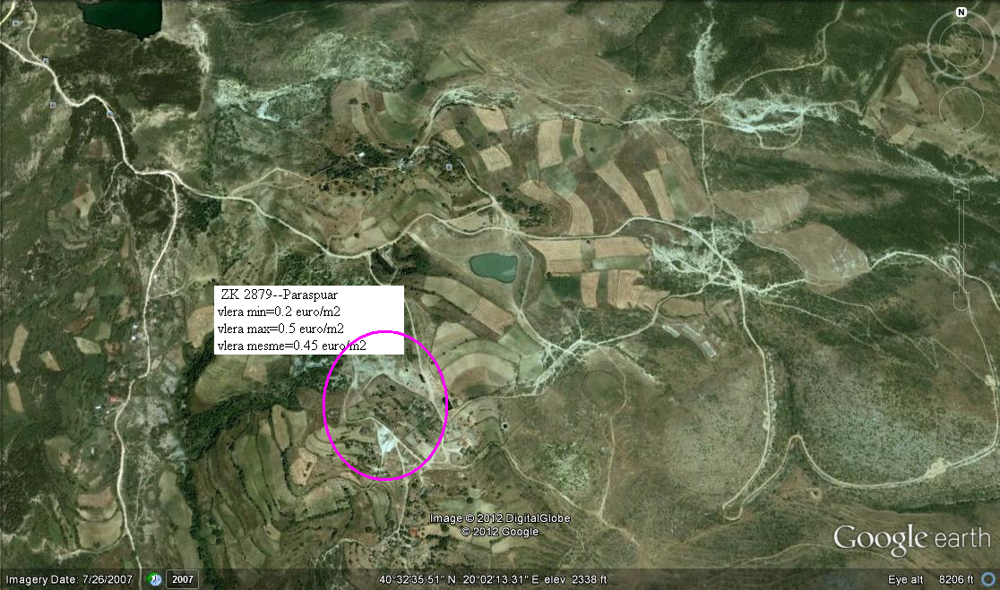 N
ZK 2879--Paraspuar
vlera min=0.2 euro/m2
vlera max=0.5 euro/m2
vlera mesme=0.45 euro/m2
Image © 2012 DigitalGlobe
© 2012 Google
Google earth
Imagery Date: 7/26/2007 2007 40°32'35.51" N 20°02'13.31" E elev 2338 ft Eye alt 8206 ft